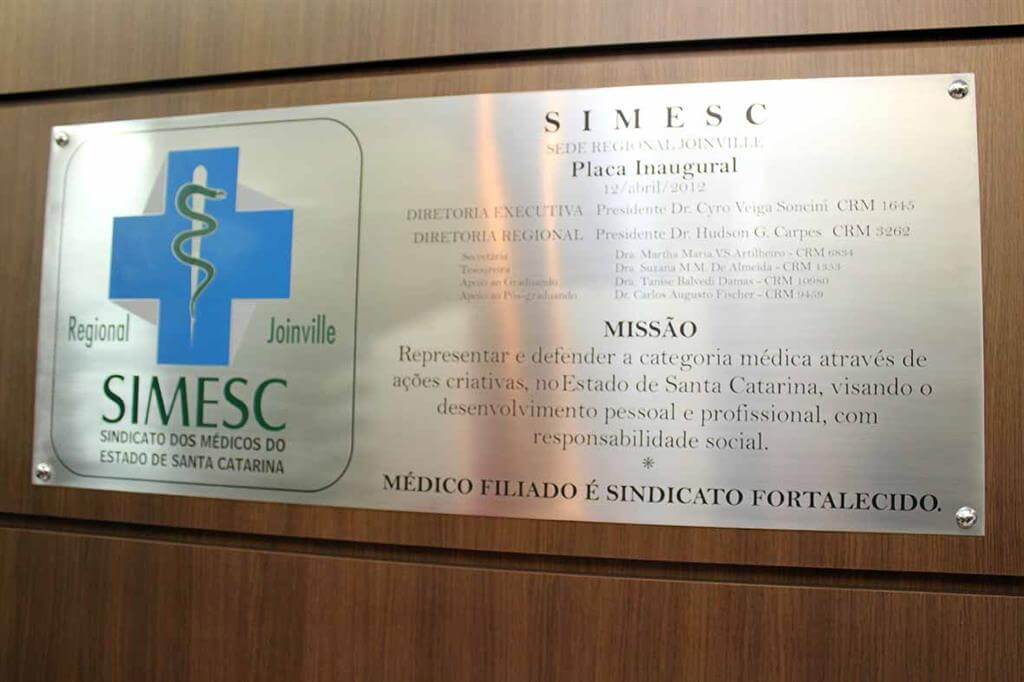 Regional Joinville
SIMESC
SINDICATO DOS MÉDICOS DO
ESTADO DE SANTA CATARINA
SIMESC
SEDE REGIONAL JOINVILLE
Placa Inaugural
12/abril/2012
DIRETORIA EXECUTIVA Presidente Dr. Cyro Veiga Soncini CRM 1645
DIRETORIA REGIONAL Presidente Dr. Hudson G. Carpes CRM 3262
Secretária Dra. Martha Maria V.S. Artilheiro - CRM 6834
Tesoureira Dra. Suzana M.M. De Almeida - CRM
Apoio ao Graduando Dra. Tanise Balvedi Damas - CRM 10980
Apoio ao Pós-graduando Dr. Carlos Augusto Fischer - CRM 9459
MISSÃO
Representar e defender a categoria médica através de
ações criativas, no Estado de Santa Catarina, visando o
desenvolvimento pessoal e profissional, com
responsabilidade social.
*
MÉDICO FILIADO É SINDICATO FORTALECIDO.